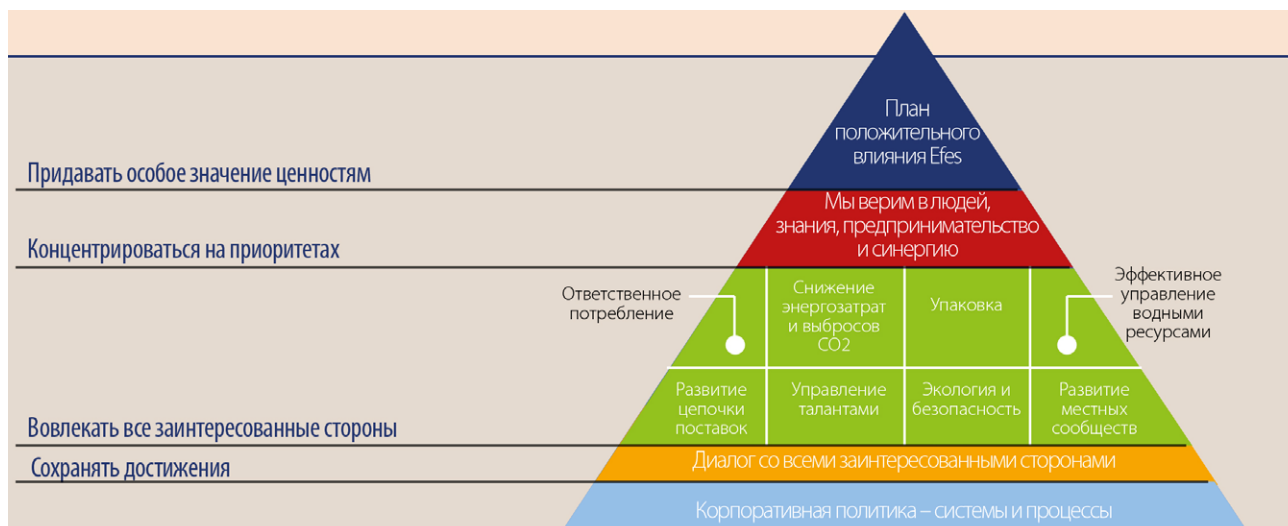 План
положительного
влияния Efes
Придавать особое значение ценностям
Мы верим в людей,
знания, предпринимательство
и синергию
Концентрироваться на приоритетах
Ответственное
потребление
Снижение
энергозатрат
и выбросов
CO2
Упаковка
Эффективное
управление
водными
ресурсами
Развитие
цепочки
поставок
Управление
талантами
Экология и
безопасность
Развитие
местных
сообществ
Вовлекать все заинтересованные стороны
Диалог со всеми заинтересованными сторонами
Сохранять достижения
Корпоративная политика – системы и процессы